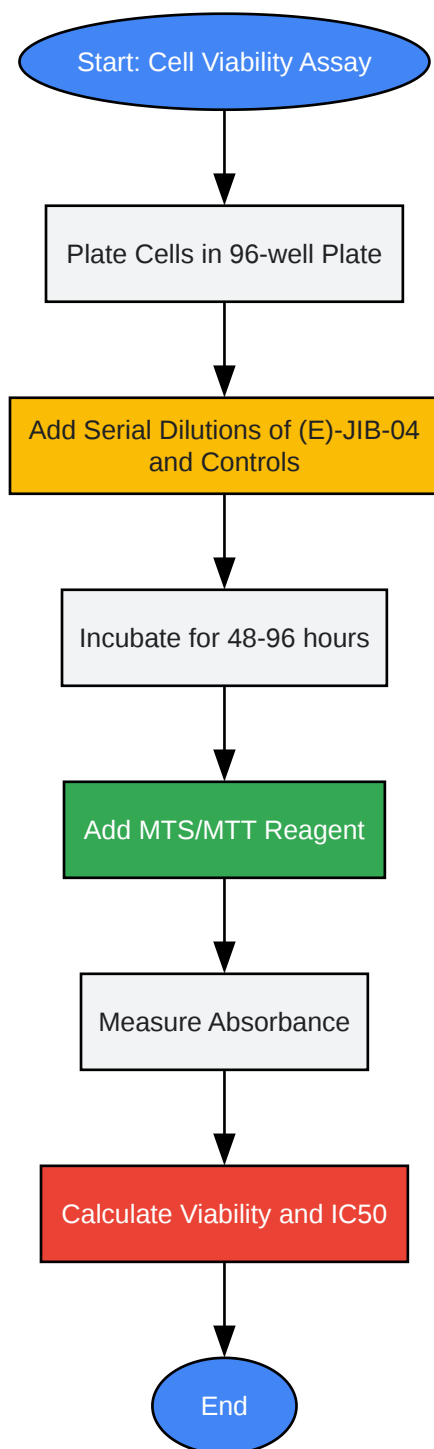 Start: Cell Viability Assay
Plate Cells in 96-well Plate
Add Serial Dilutions of (E)-JIB-04
and Controls
Incubate for 48-96 hours
Add MTS/MTT Reagent
Measure Absorbance
Calculate Viability and IC50
End